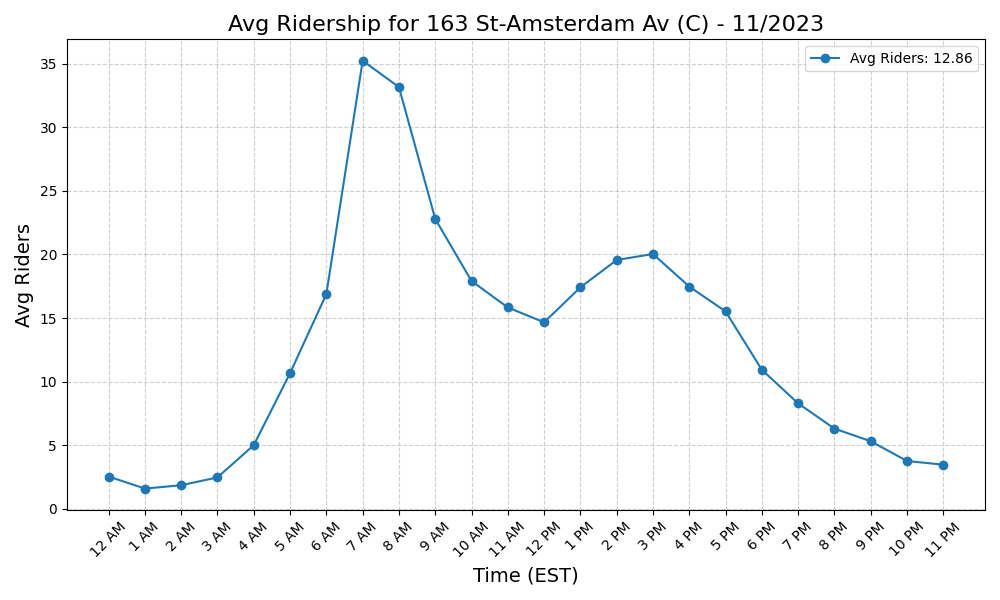 Avg Ridership for 163 St-Amsterdam Av (C) - 11/2023
Avg Riders: 12.86
Avg Riders
35
30
25
20
15
10
5
0
12 AM
1 AM
2 AM
3 AM
4 AM
5 AM
6 AM
7 AM
8 AM
9 AM
10 AM
11 AM
12 PM
1 PM
2 PM
3 PM
4 PM
5 PM
6 PM
7 PM
8 PM
9 PM
10 PM
11 PM
Time (EST)